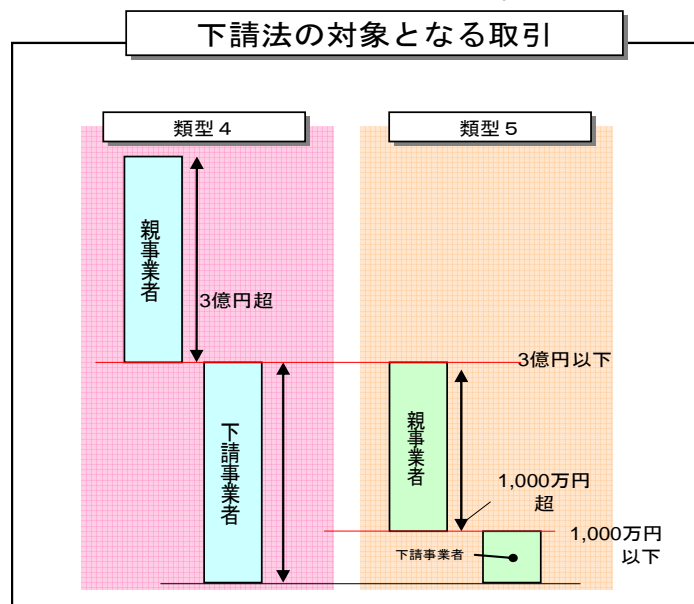 下請法の対象となる取引
類型4
類型5
親事業者
3億円超
3億円以下
下請事業者
親事業者
1,000万円
超
1,000万円
以下
下請事業者